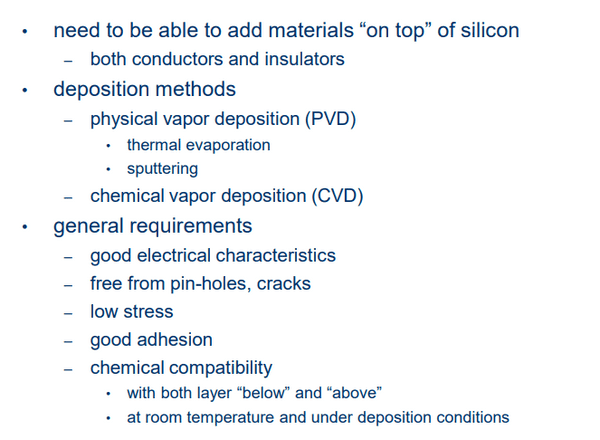 • need to be able to add materials “on top” of silicon
– both conductors and insulators
• deposition methods
– physical vapor deposition (PVD)
• thermal evaporation
• sputtering
– chemical vapor deposition (CVD)
• general requirements
– good electrical characteristics
– free from pin-holes, cracks
– low stress
– good adhesion
– chemical compatibility
• with both layer “below” and “above”
• at room temperature and under deposition conditions